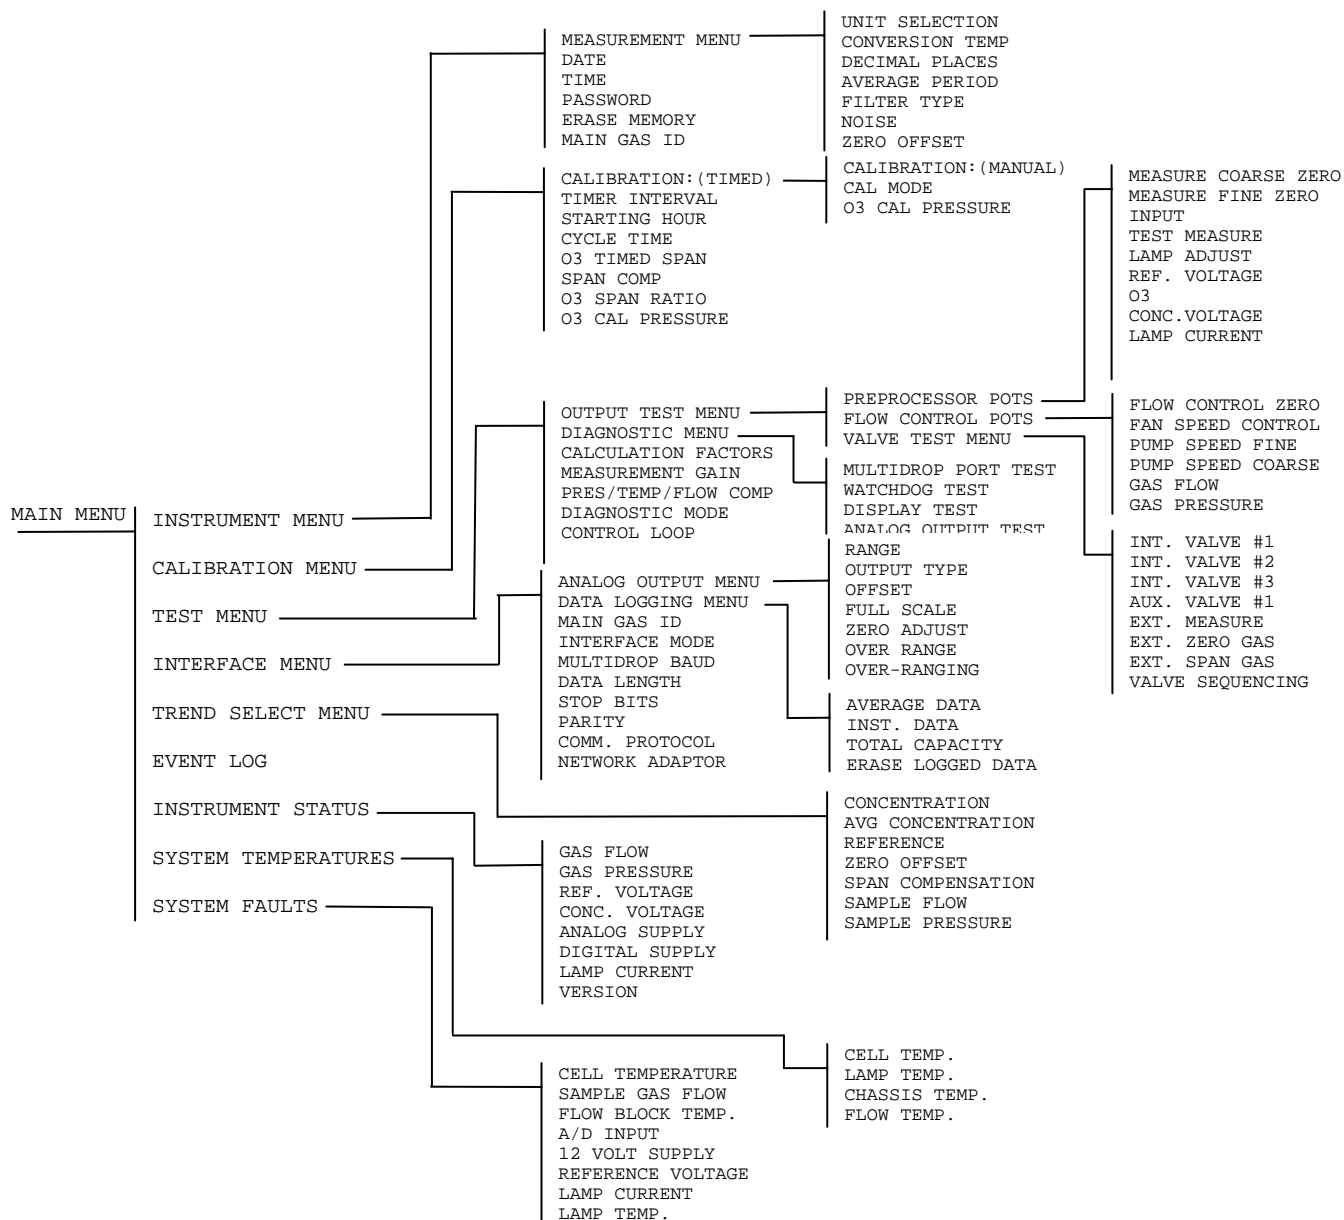 MAIN MENU
INSTRUMENT MENU
CALIBRATION MENU
TEST MENU
INTERFACE MENU
TREND SELECT MENU
EVENT LOG
INSTRUMENT STATUS
SYSTEM TEMPERATURES
SYSTEM FAULTS
MEASUREMENT MENU
DATE
TIME
PASSWORD
ERASE MEMORY
MAIN GAS ID
UNIT SELECTION
CONVERSION TEMP
DECIMAL PLACES
AVERAGE PERIOD
FILTER TYPE
NOISE
ZERO OFFSET
CALIBRATION:(TIMED)
TIMER INTERVAL
STARTING HOUR
CYCLE TIME
O3 TIMED SPAN
SPAN COMP
O3 SPAN RATIO
O3 CAL PRESSURE
CALIBRATION:(MANUAL)
CAL MODE
O3 CAL PRESSURE
OUTPUT TEST MENU
DIAGNOSTIC MENU
CALCULATION FACTORS
MEASUREMENT GAIN
PRES/TEMP/FLOW COMP
DIAGNOSTIC MODE
CONTROL LOOP
PREPROCESSOR POTS
FLOW CONTROL POTS
VALVE TEST MENU
MEASURE COARSE ZERO
MEASURE FINE ZERO
INPUT
TEST MEASURE
LAMP ADJUST
REF. VOLTAGE
O3
CONC.VOLTAGE
LAMP CURRENT
FLOW CONTROL ZERO
FAN SPEED CONTROL
PUMP SPEED FINE
PUMP SPEED COARSE
GAS FLOW
GAS PRESSURE
INT. VALVE #1
INT. VALVE #2
INT. VALVE #3
AUX. VALVE #1
EXT. MEASURE
EXT. ZERO GAS
EXT. SPAN GAS
VALVE SEQUENCING
MULTIDROP PORT TEST
WATCHDOG TEST
DISPLAY TEST
ANALOG OUTPUT TEST
ANALOG OUTPUT MENU
DATA LOGGING MENU
MAIN GAS ID
INTERFACE MODE
MULTIDROP BAUD
DATA LENGTH
STOP BITS
PARITY
COMM. PROTOCOL
NETWORK ADAPTOR
RANGE
OUTPUT TYPE
OFFSET
FULL SCALE
ZERO ADJUST
OVER RANGE
OVER-RANGING
AVERAGE DATA
INST. DATA
TOTAL CAPACITY
ERASE LOGGED DATA
CONCENTRATION
AVG CONCENTRATION
REFERENCE
ZERO OFFSET
SPAN COMPENSATION
SAMPLE FLOW
SAMPLE PRESSURE
GAS FLOW
GAS PRESSURE
REF. VOLTAGE
CONC. VOLTAGE
ANALOG SUPPLY
DIGITAL SUPPLY
LAMP CURRENT
VERSION
CELL TEMP.
LAMP TEMP.
CHASSIS TEMP.
FLOW TEMP.
CELL TEMPERATURE
SAMPLE GAS FLOW
FLOW BLOCK TEMP.
A/D INPUT
12 VOLT SUPPLY
REFERENCE VOLTAGE
LAMP CURRENT
LAMP TEMP.